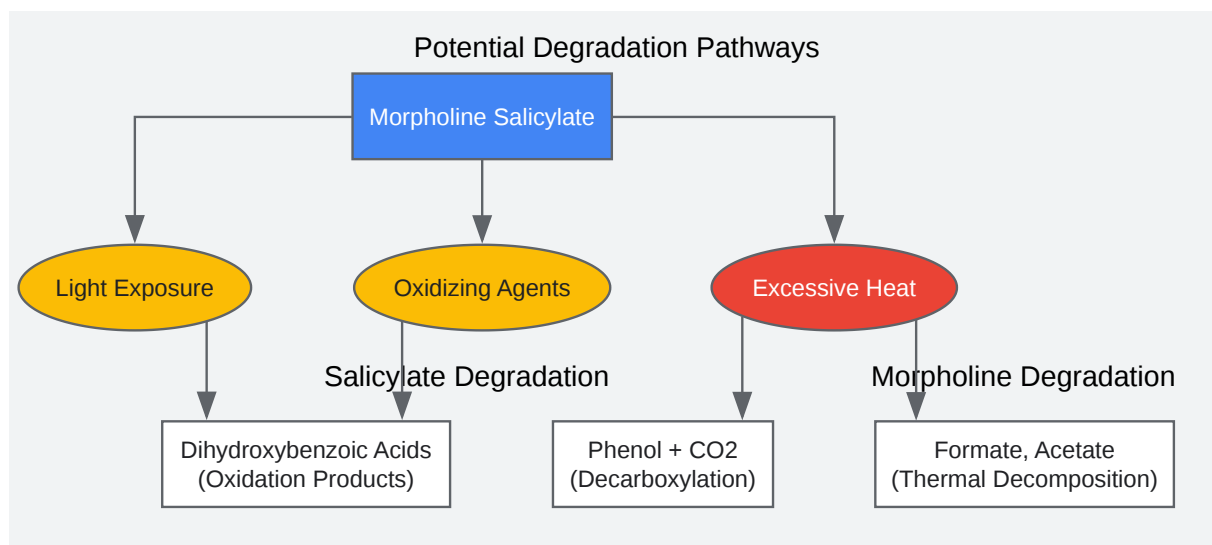 Potential Degradation Pathways
Morpholine Salicylate
Light Exposure
Oxidizing Agents
Excessive Heat
Salicylate Degradation
Morpholine Degradation
Dihydroxybenzoic Acids
(Oxidation Products)
Phenol + CO2
(Decarboxylation)
Formate, Acetate
(Thermal Decomposition)